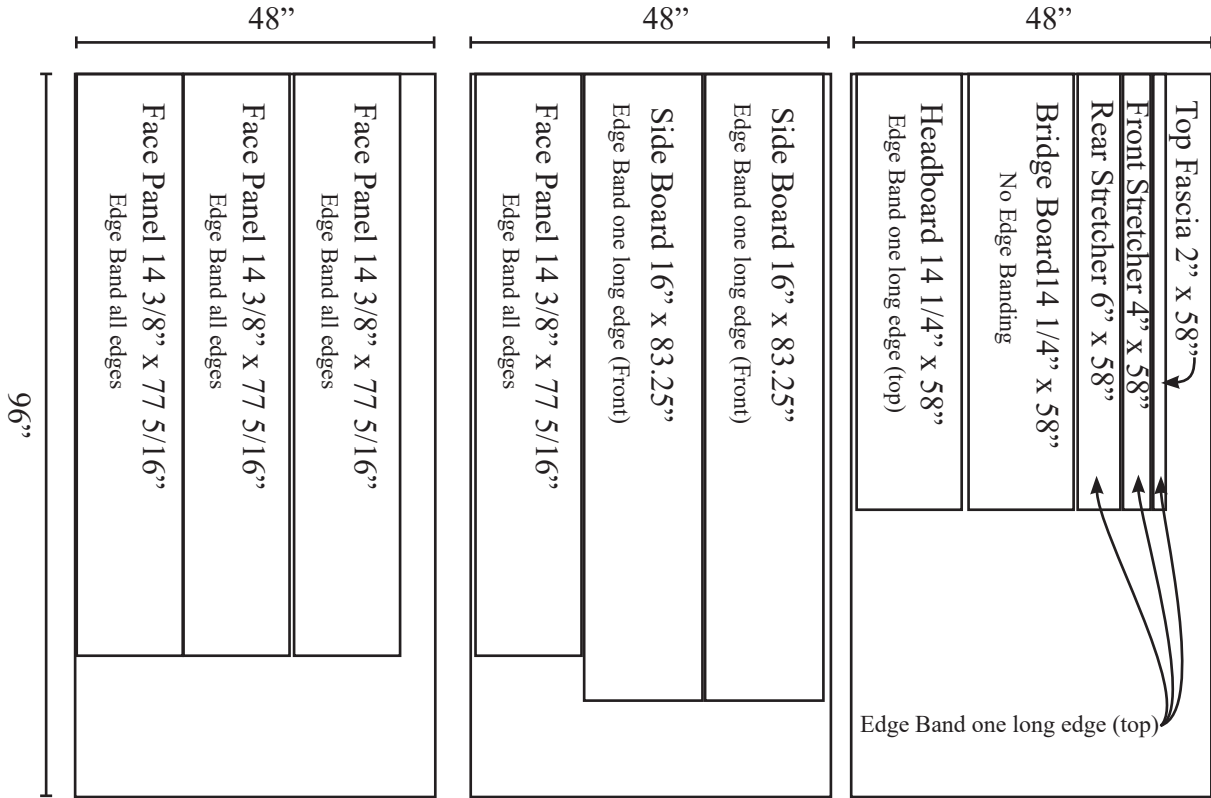 48”
48”
48”
96”
Face Panel 14 3/8” x 77 5/16”
Edge Band all edges
Face Panel 14 3/8” x 77 5/16”
Edge Band all edges
Face Panel 14 3/8” x 77 5/16”
Edge Band all edges
Face Panel 14 3/8” x 77 5/16”
Edge Band all edges
Side Board 16” x 83.25”
Edge Band one long edge (Front)
Side Board 16” x 83.25”
Edge Band one long edge (Front)
Headboard 14 1/4” x 58”
Edge Band one long edge (top)
Bridge Board14 1/4” x 58”
No Edge Banding
Rear Stretcher 6” x 58”
Front Stretcher 4” x 58”
Top Fascia 2” x 58”
Edge Band one long edge (top)